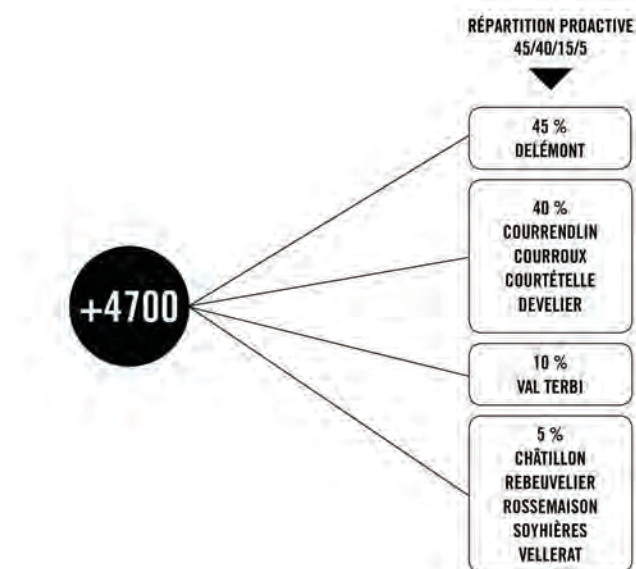 RÉPARTITION PROACTIVE
45/40/15/5
45 %
DELÉMONT
40 %
COURRENDLIN
COURROUX
COURTÉTELLE
DEVELIER
+4700
10 %
VAL TERBI
5 %
CHÂTILLON
REBEUVELIER
ROSSEMAISON
SOYHIÈRES
VELLERAT